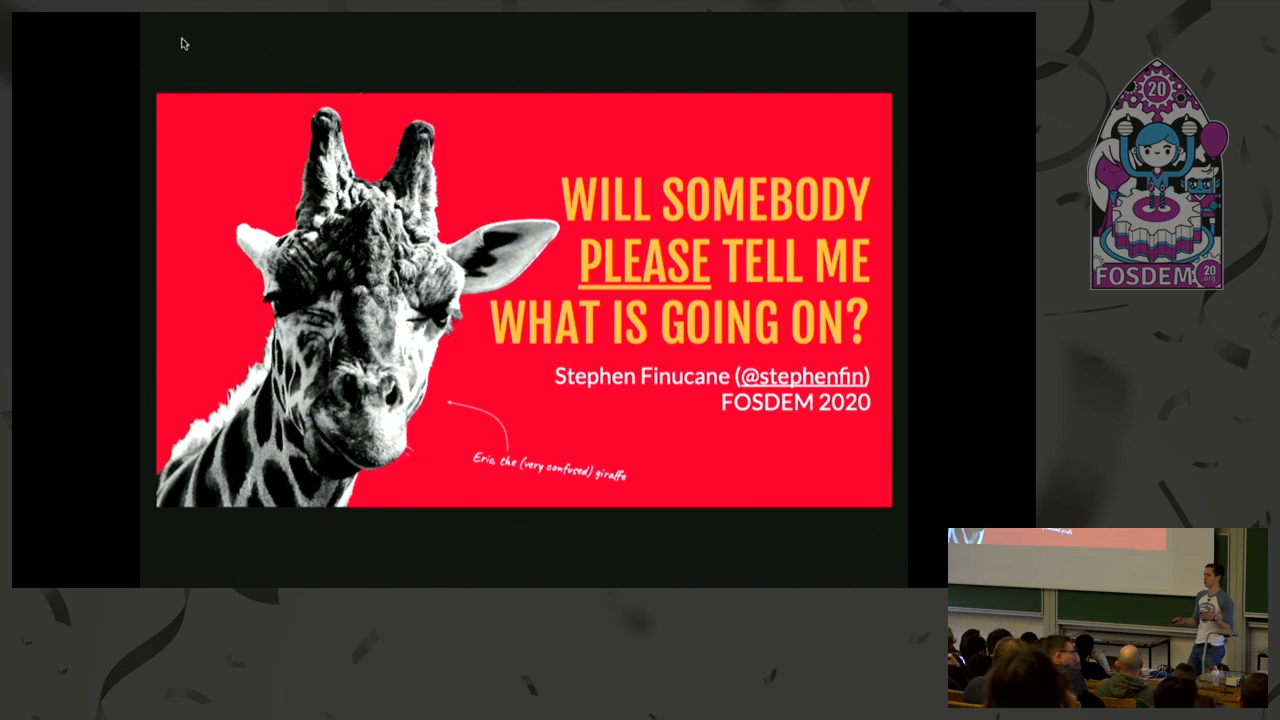 WILL SOMEBODY
PLEASE TELL ME
WHAT IS GOING ON?
Stephen Finucane (@stephenfin)
FOSDEM 2020
Eric, the (very confused) giraffe
20
FOSDEM
20
org